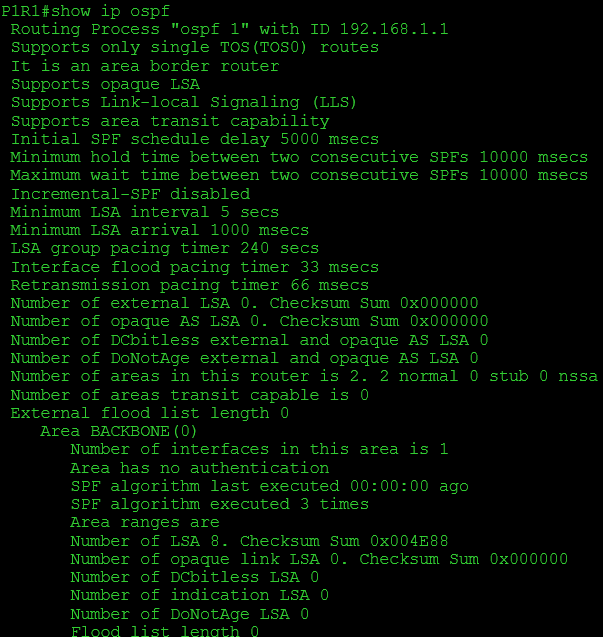 P1R1#show ip ospf
Routing Process "ospf 1" with ID 192.168.1.1
Supports only single TOS(TOS0) routes
It is an area border router
Supports opaque LSA
Supports Link-local Signaling (LLS)
Supports area transit capability
Initial SPF schedule delay 5000 msecs
Minimum hold time between two consecutive SPFs 10000 msecs
Maximum wait time between two consecutive SPFs 10000 msecs
Incremental-SPF disabled
Minimum LSA interval 5 secs
Minimum LSA arrival 1000 msecs
LSA group pacing timer 240 secs
Interface flood pacing timer 33 msecs
Retransmission pacing timer 66 msecs
Number of external LSA 0. Checksum Sum 0x000000
Number of opaque AS LSA 0. Checksum Sum 0x000000
Number of DCbitless external and opaque AS LSA 0
Number of DoNotAge external and opaque AS LSA 0
Number of areas in this router is 2. 2 normal 0 stub 0 nssa
Number of areas transit capable is 0
External flood list length 0
Area BACKBONE(0)
Number of interfaces in this area is 1
Area has no authentication
SPF algorithm last executed 00:00:00 ago
SPF algorithm executed 3 times
Area ranges are
Number of LSA 8. Checksum Sum 0x004E88
Number of opaque link LSA 0. Checksum Sum 0x000000
Number of DCbitless LSA 0
Number of indication LSA 0
Number of DoNotAge LSA 0
Flood list length 0